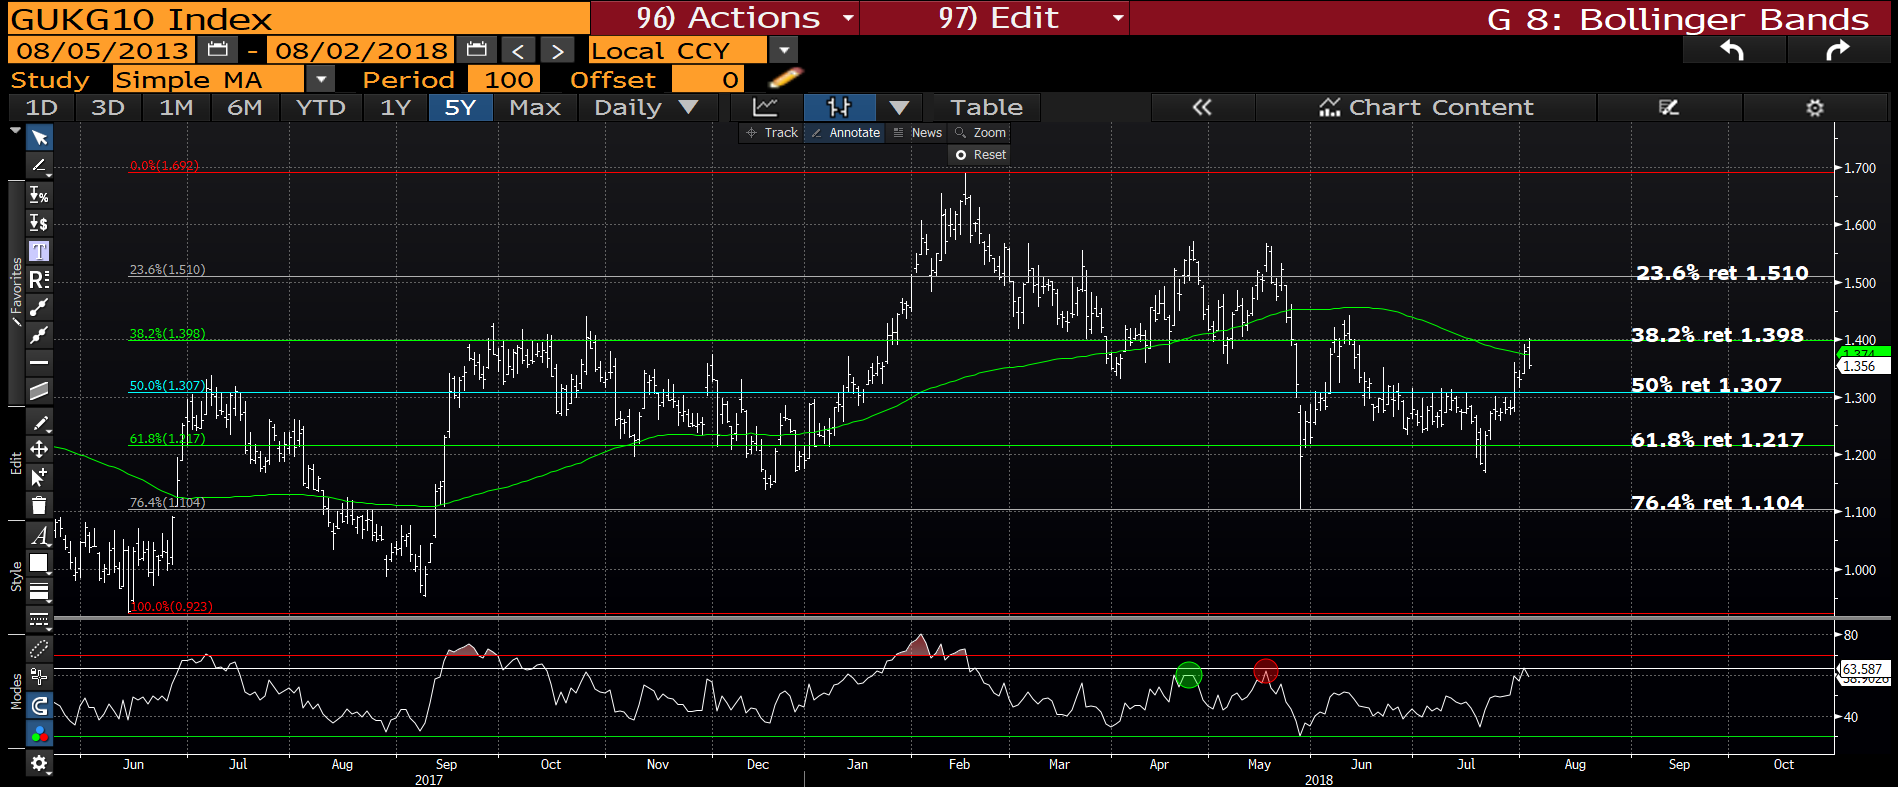 GUKG10 Index 96) Actions 97) Edit G 8: Bollinger Bands
08/05/2013 - 08/02/2018 < > Local CCY
Study Simple MA Period 100 Offset 0
1D 3D 1M 6M YTD 1Y 5Y Max Daily Table « Chart Content
Track Annotate News Zoom
Reset
Favorites
Edit
Style
Modes
%
$
T
R
A
0.0%(1.692)
23.6%(1.510)
38.2%(1.398)
50.0%(1.307)
61.8%(1.217)
76.4%(1.104)
100.0%(0.923)
23.6% ret 1.510
38.2% ret 1.398
50% ret 1.307
61.8% ret 1.217
76.4% ret 1.104
1.700
1.600
1.500
1.400
1.356
1.300
1.200
1.100
1.000
80
63.587
40
Jun Jul Aug Sep Oct Nov Dec Jan Feb Mar Apr May Jun Jul Aug Sep Oct
2017 2018